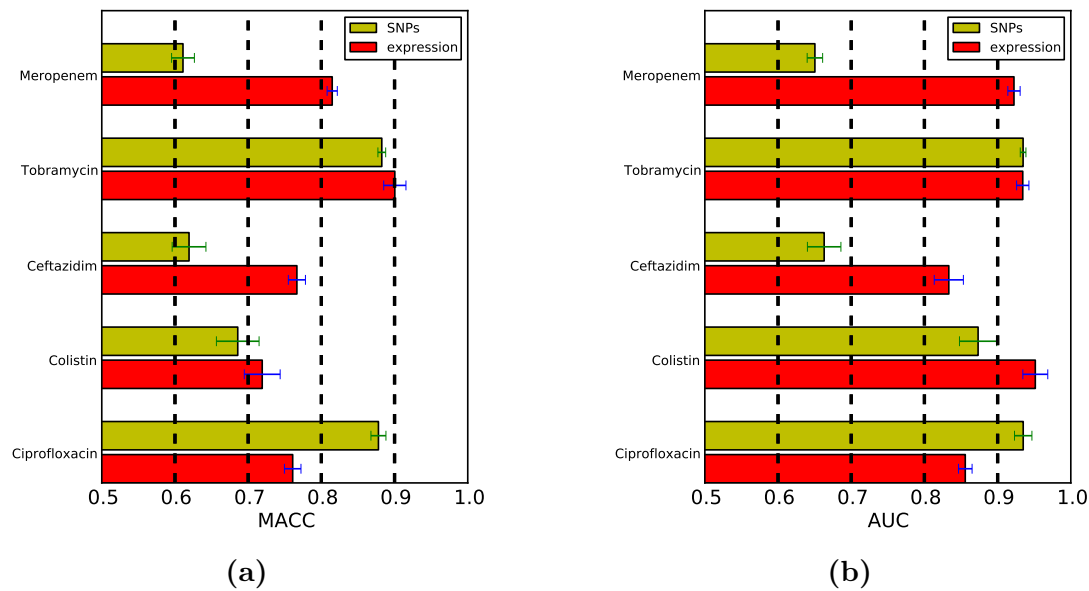 SNPs
expression
Meropenem
Tobramycin
Ceftazidim
Colistin
Ciprofloxacin
0.5 0.6 0.7 0.8 0.9 1.0
MACC
(a)
SNPs
expression
Meropenem
Tobramycin
Ceftazidim
Colistin
Ciprofloxacin
0.5 0.6 0.7 0.8 0.9 1.0
AUC
(b)